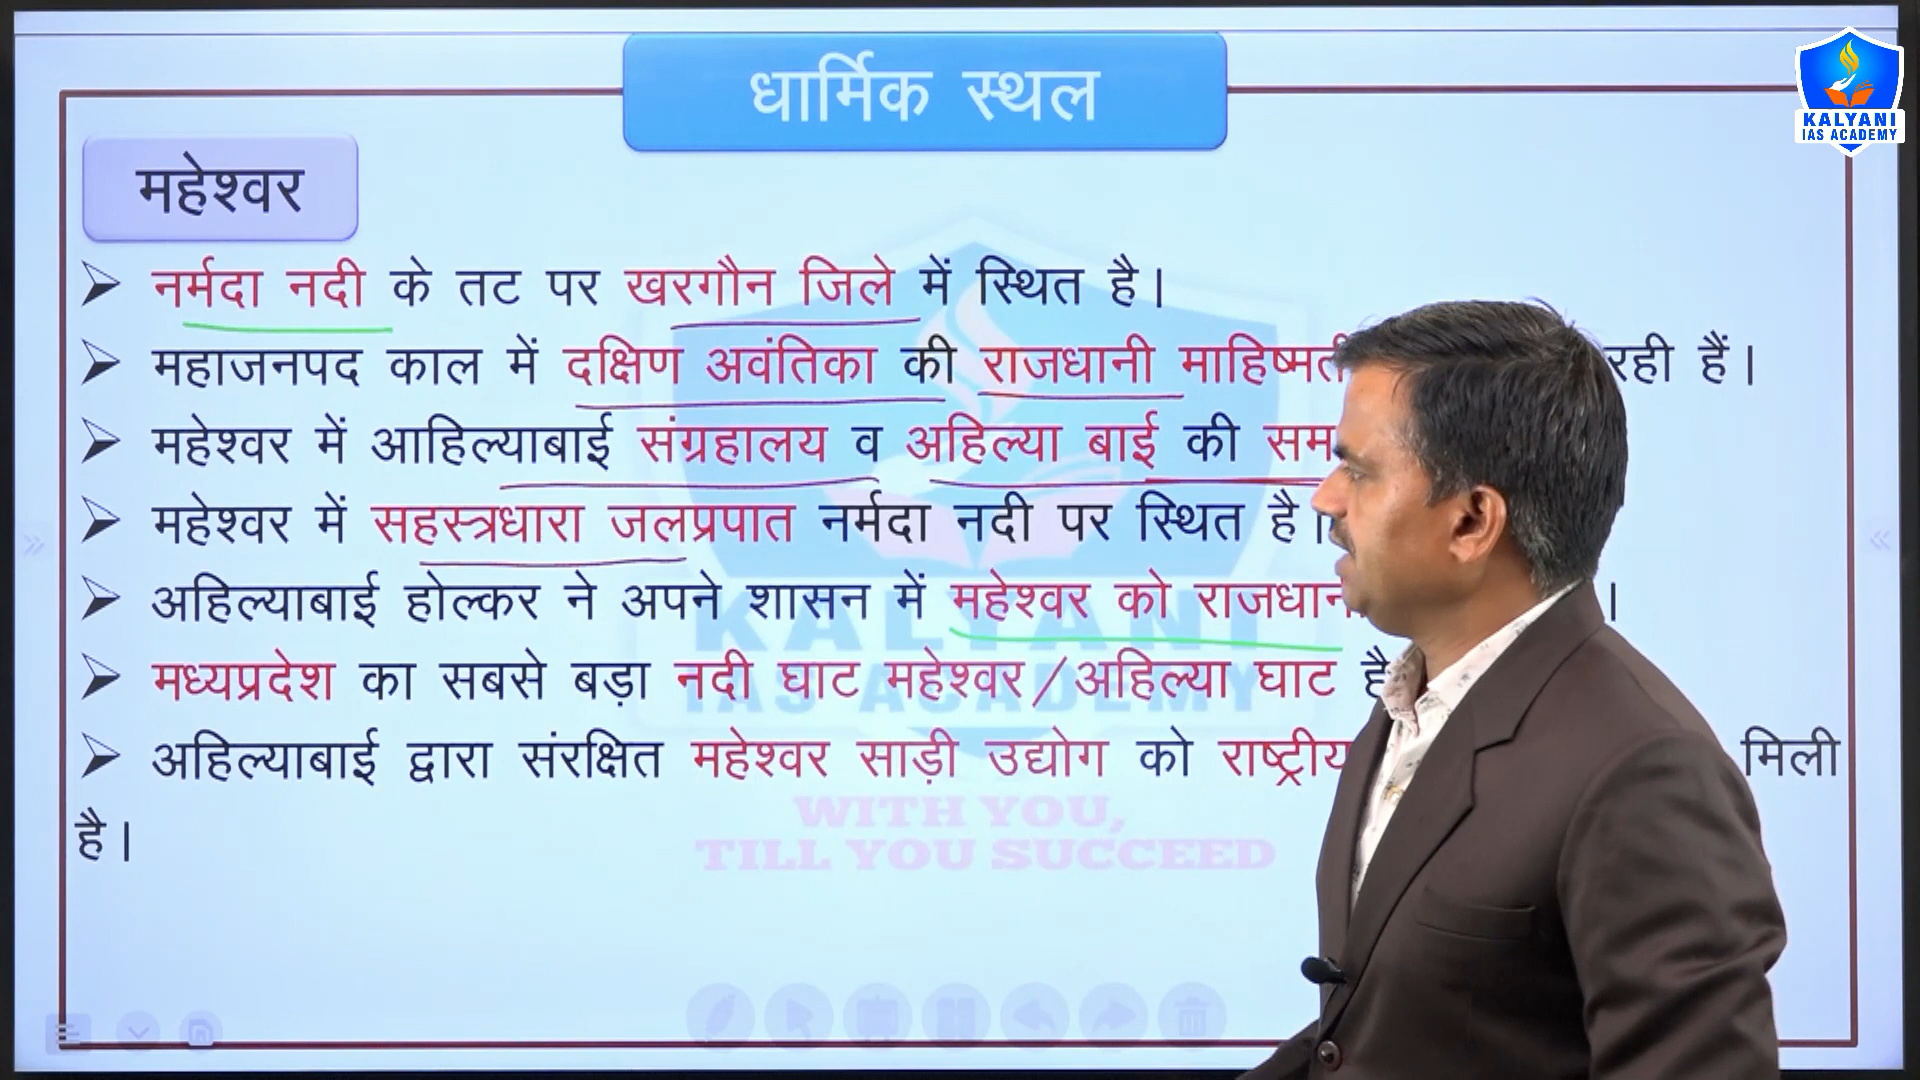 धार्मिक स्थल
KALYANI
IAS ACADEMY
महेश्वर
नर्मदा नदी के तट पर खरगौन जिले में स्थित है।
महाजनपद काल में दक्षिण अवंतिका की राजधानी माहिष्मती रही हैं।
महेश्वर में आहिल्याबाई संग्रहालय व अहिल्या बाई की
महेश्वर में सहस्त्रधारा जलप्रपात नर्मदा नदी पर स्थित है।
अहिल्याबाई होल्कर ने अपने शासन में महेश्वर को
मध्यप्रदेश का सबसे बड़ा नदी घाट महेश्वर/अहिल्या घाट है
अहिल्याबाई द्वारा संरक्षित महेश्वर साड़ी उद्योग को राष्ट्रीय मिली
है।
KALYANI
IAS ACADEMY
WITH YOU,
TILL YOU SUCCEED